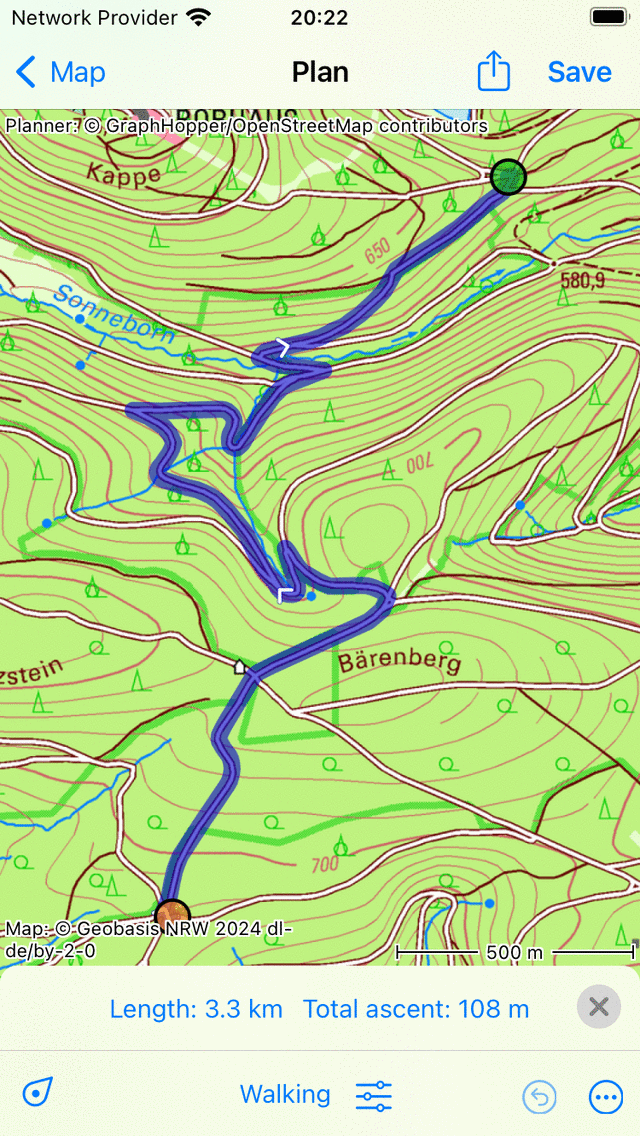 Network Provider 20:22
Map Plan Save
Planner: © GraphHopper/OpenStreetMap contributors
Kappe
650
580,9
Sonneborn
700
Bärenberg
zstein
700
Map: © Geobasis NRW 2024 dl-
de/by-2-0
500 m
Length: 3.3 km Total ascent: 108 m
Walking